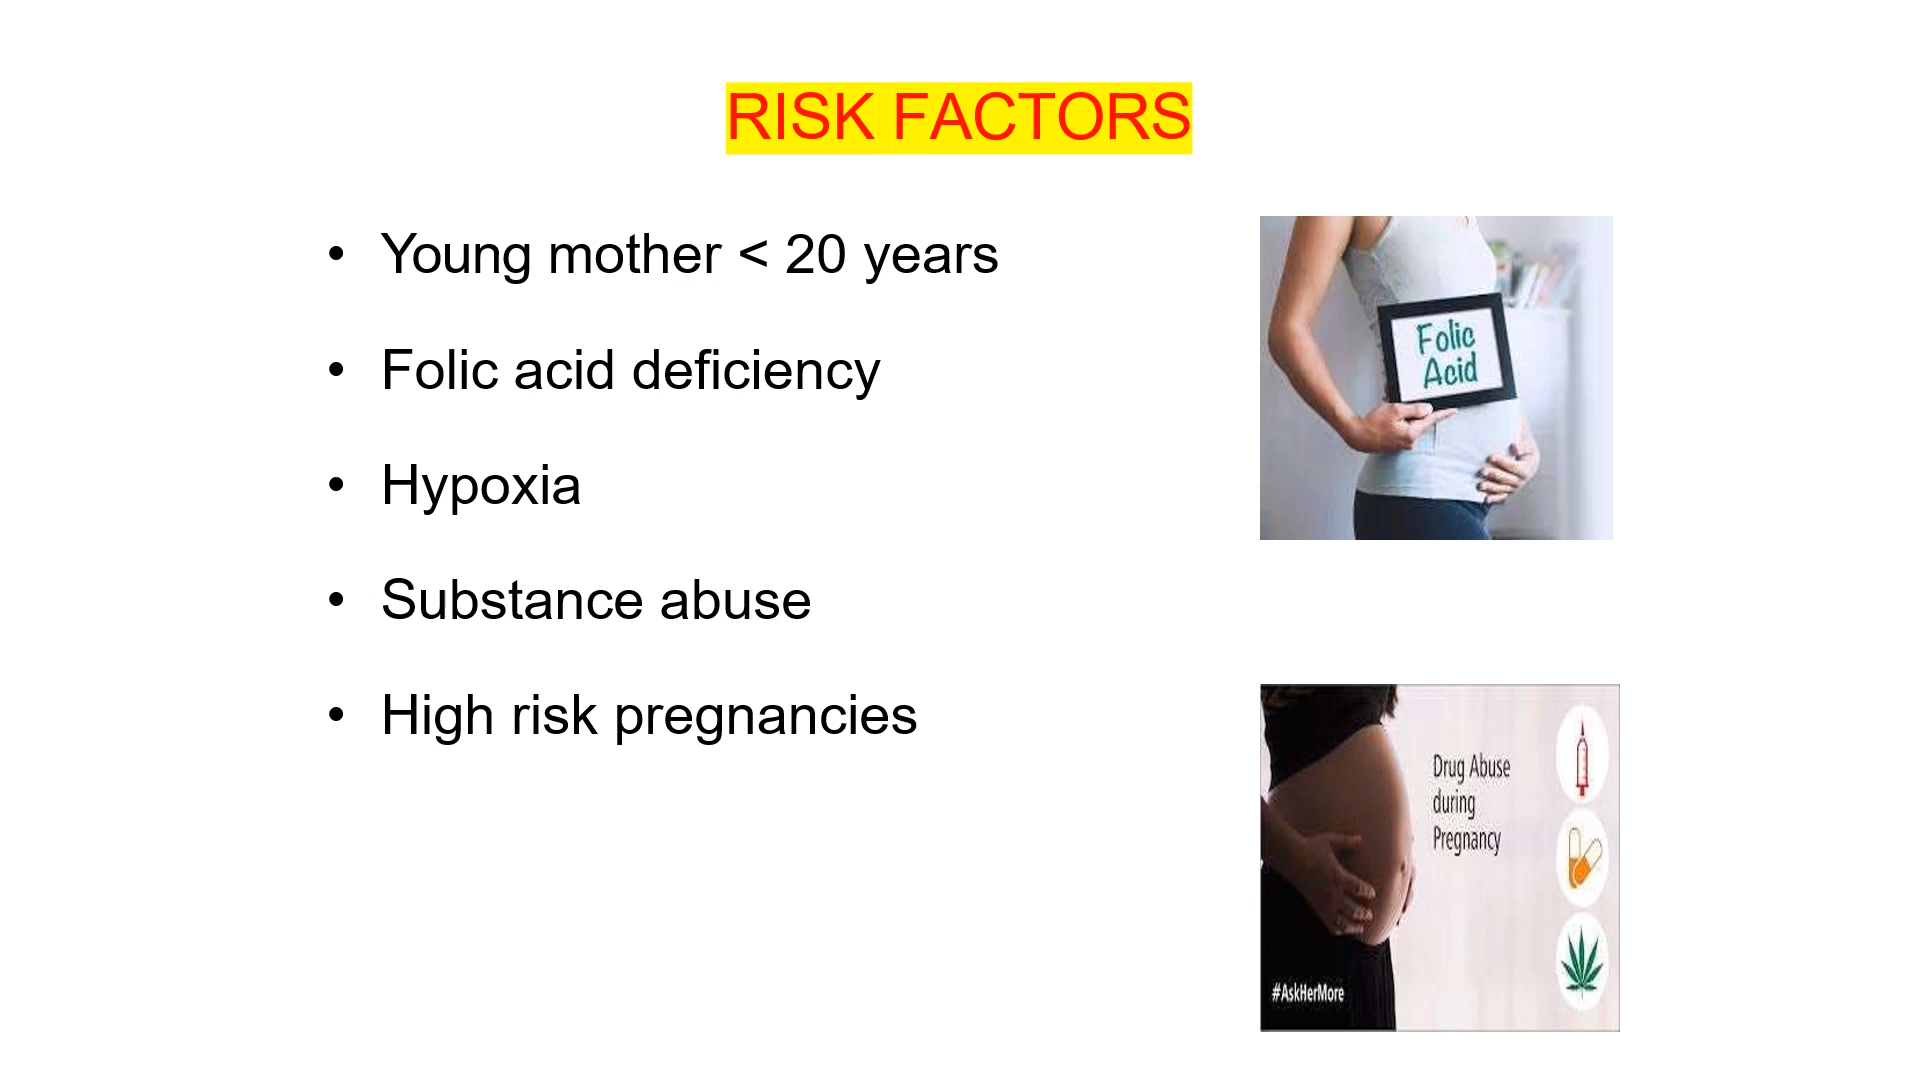 RISK FACTORS
• Young mother < 20 years
• Folic acid deficiency
• Hypoxia
• Substance abuse
• High risk pregnancies
Folic
Acid
Drug Abuse
during
Pregnancy
#AskHerMore